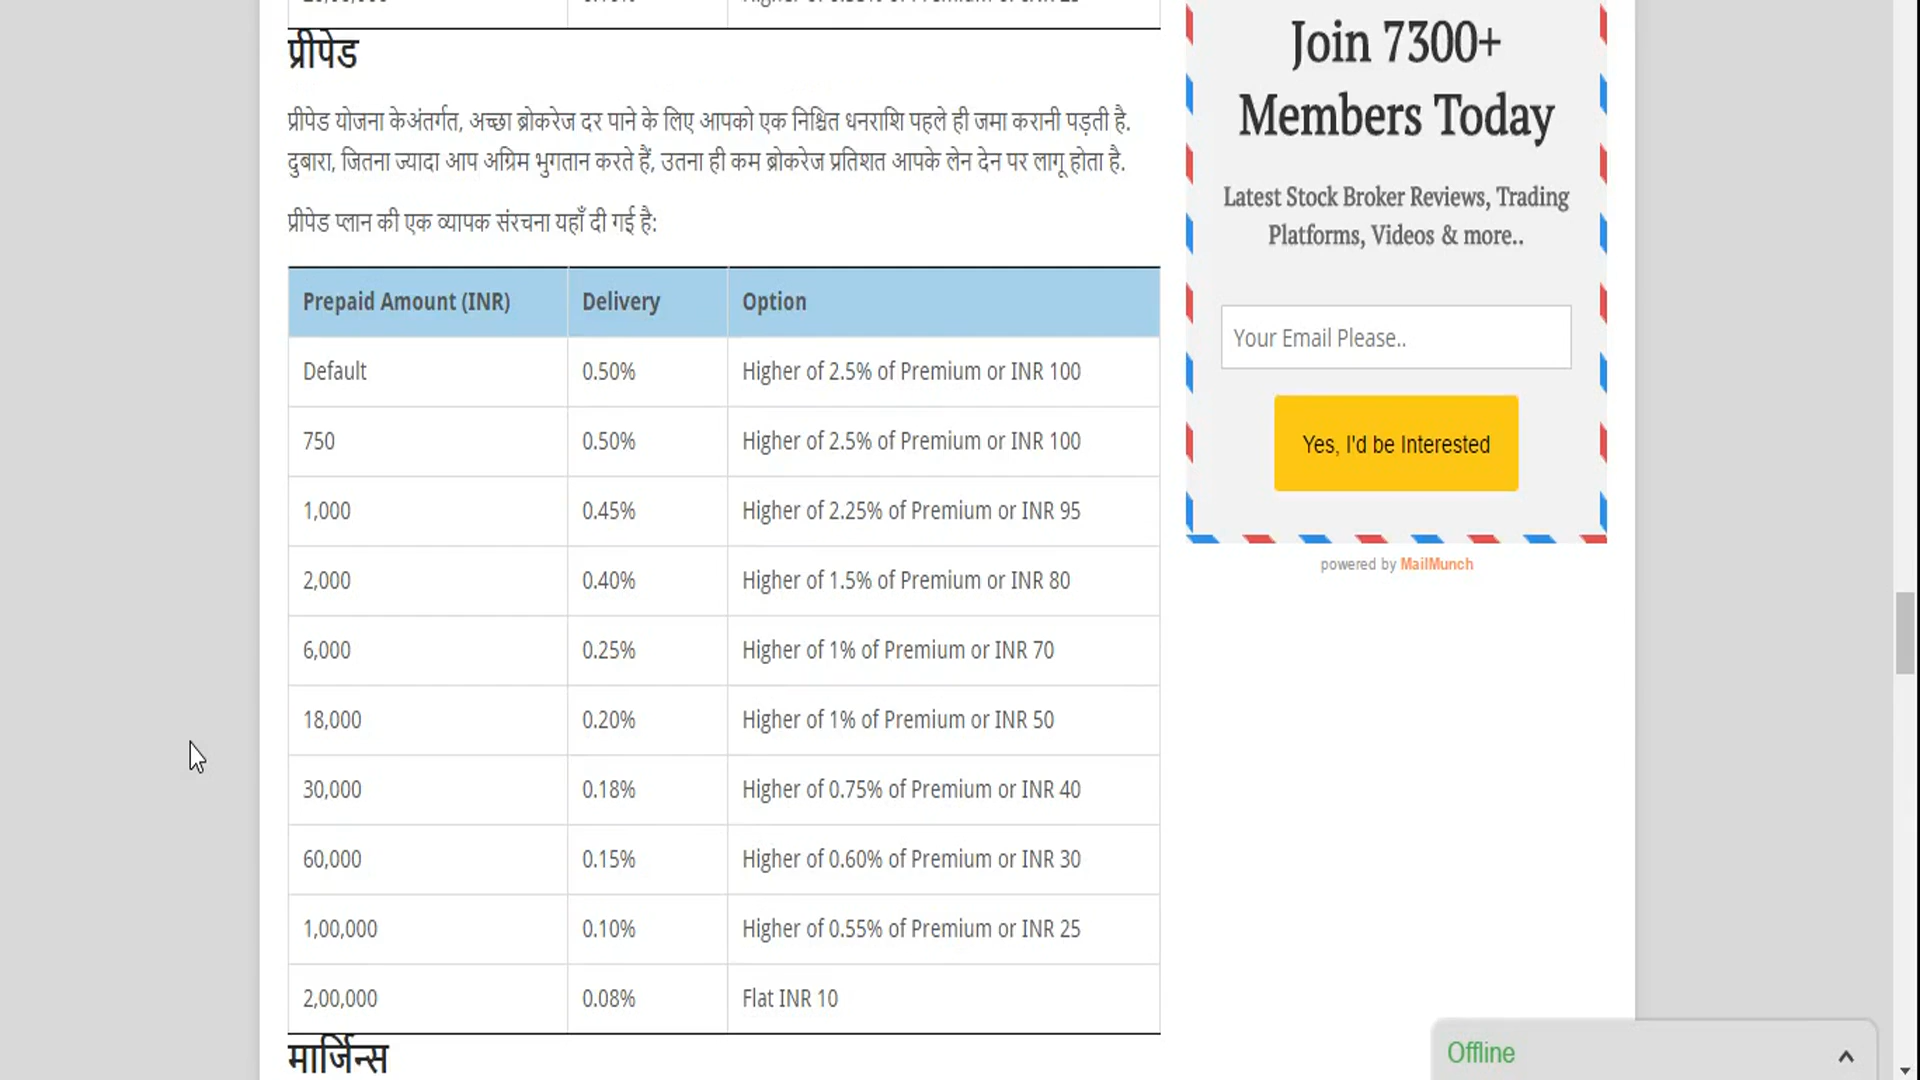 प्रीपेड
प्रीपेड योजना केअंतर्गत, अच्छा ब्रोकरेज दर पाने के लिए आपको एक निश्चित धनराशि पहले ही जमा करानी पड़ती है.
दुबारा, जितना ज्यादा आप अग्रिम भुगतान करते हैं, उतना ही कम ब्रोकरेज प्रतिशत आपके लेन देन पर लागू होता है.
प्रीपेड प्लान की एक व्यापक संरचना यहाँ दी गई है:
Prepaid Amount (INR) Delivery Option
Default 0.50% Higher of 2.5% of Premium or INR 100
750 0.50% Higher of 2.5% of Premium or INR 100
1,000 0.45% Higher of 2.25% of Premium or INR 95
2,000 0.40% Higher of 1.5% of Premium or INR 80
6,000 0.25% Higher of 1% of Premium or INR 70
18,000 0.20% Higher of 1% of Premium or INR 50
30,000 0.18% Higher of 0.75% of Premium or INR 40
60,000 0.15% Higher of 0.60% of Premium or INR 30
1,00,000 0.10% Higher of 0.55% of Premium or INR 25
2,00,000 0.08% Flat INR 10
मार्जिन्स
Join 7300+
Members Today
Latest Stock Broker Reviews, Trading
Platforms, Videos & more..
Your Email Please..
Yes, I'd be Interested
powered by MailMunch
Offline